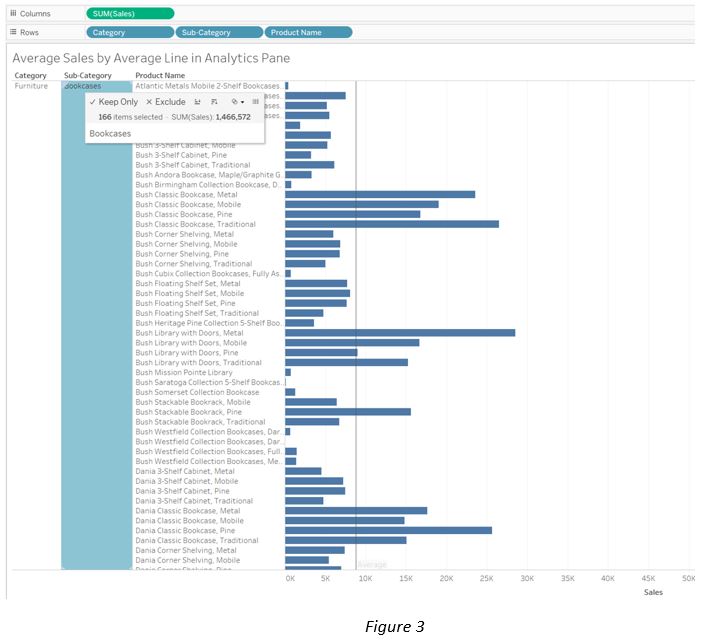 Columns SUM(Sales)
Rows Category Sub-Category Product Name
Average Sales by Average Line in Analytics Pane
Category Sub-Category Product Name
Furniture Bookcases Atlantic Metals Mobile 2-Shelf Bookcases..
ases..
Keep Only Exclude
ases..
166 items selected · SUM(Sales): 1,466,572
Bookcases
Bush 3-Shelf Cabinet, Mobile
Bush 3-Shelf Cabinet, Pine
Bush 3-Shelf Cabinet, Traditional
Bush Andora Bookcase, Maple/Graphite G..
Bush Birmingham Collection Bookcase, D..
Bush Classic Bookcase, Metal
Bush Classic Bookcase, Mobile
Bush Classic Bookcase, Pine
Bush Classic Bookcase, Traditional
Bush Corner Shelving, Metal
Bush Corner Shelving, Mobile
Bush Corner Shelving, Pine
Bush Corner Shelving, Traditional
Bush Cubix Collection Bookcases, Fully As..
Bush Floating Shelf Set, Metal
Bush Floating Shelf Set, Mobile
Bush Floating Shelf Set, Pine
Bush Floating Shelf Set, Traditional
Bush Heritage Pine Collection 5-Shelf Boo..
Bush Library with Doors, Metal
Bush Library with Doors, Mobile
Bush Library with Doors, Pine
Bush Library with Doors, Traditional
Bush Mission Pointe Library
Bush Saratoga Collection 5-Shelf Bookcas..
Bush Somerset Collection Bookcase
Bush Stackable Bookrack, Mobile
Bush Stackable Bookrack, Pine
Bush Stackable Bookrack, Traditional
Bush Westfield Collection Bookcases, Dar..
Bush Westfield Collection Bookcases, Dar..
Bush Westfield Collection Bookcases, Full..
Bush Westfield Collection Bookcases, Me..
Dania 3-Shelf Cabinet, Metal
Dania 3-Shelf Cabinet, Mobile
Dania 3-Shelf Cabinet, Pine
Dania 3-Shelf Cabinet, Traditional
Dania Classic Bookcase, Metal
Dania Classic Bookcase, Mobile
Dania Classic Bookcase, Pine
Dania Classic Bookcase, Traditional
Dania Corner Shelving, Metal
Dania Corner Shelving, Mobile
Dania Corner Shelving, Pine
Average
0K 5K 10K 15K 20K 25K 30K 35K 40K 45K 50K
Sales
Figure 3